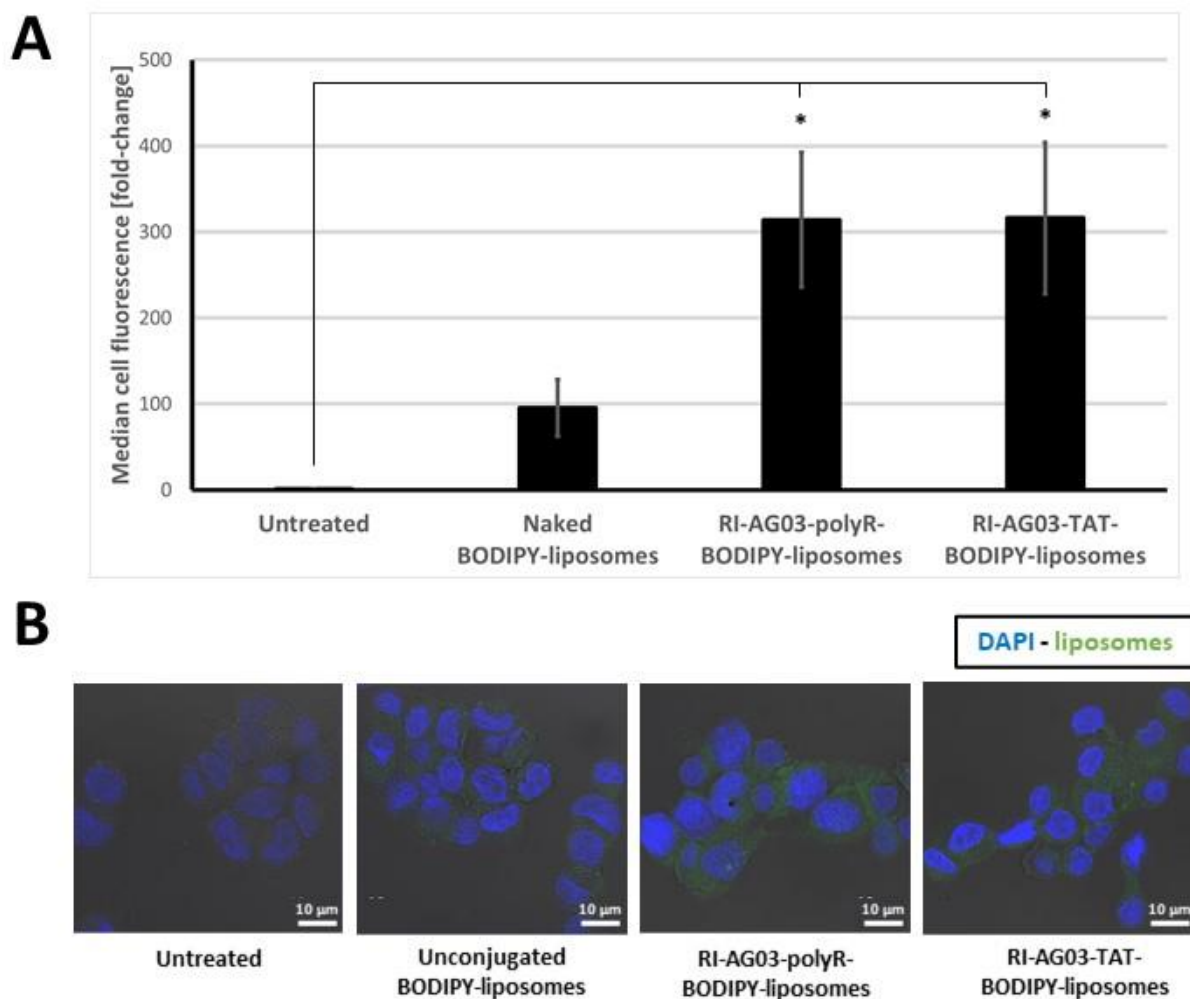 A
Median cell fluorescence [fold-change]
500
400
300
200
100
0
*
*
Untreated
Naked
BODIPY-liposomes
RI-AG03-polyR-
BODIPY-liposomes
RI-AG03-TAT-
BODIPY-liposomes
B
DAPI - liposomes
10 µm
10 µm
10 µm
10 µm
Untreated
Unconjugated
BODIPY-liposomes
RI-AG03-polyR-
BODIPY-liposomes
RI-AG03-TAT-
BODIPY-liposomes